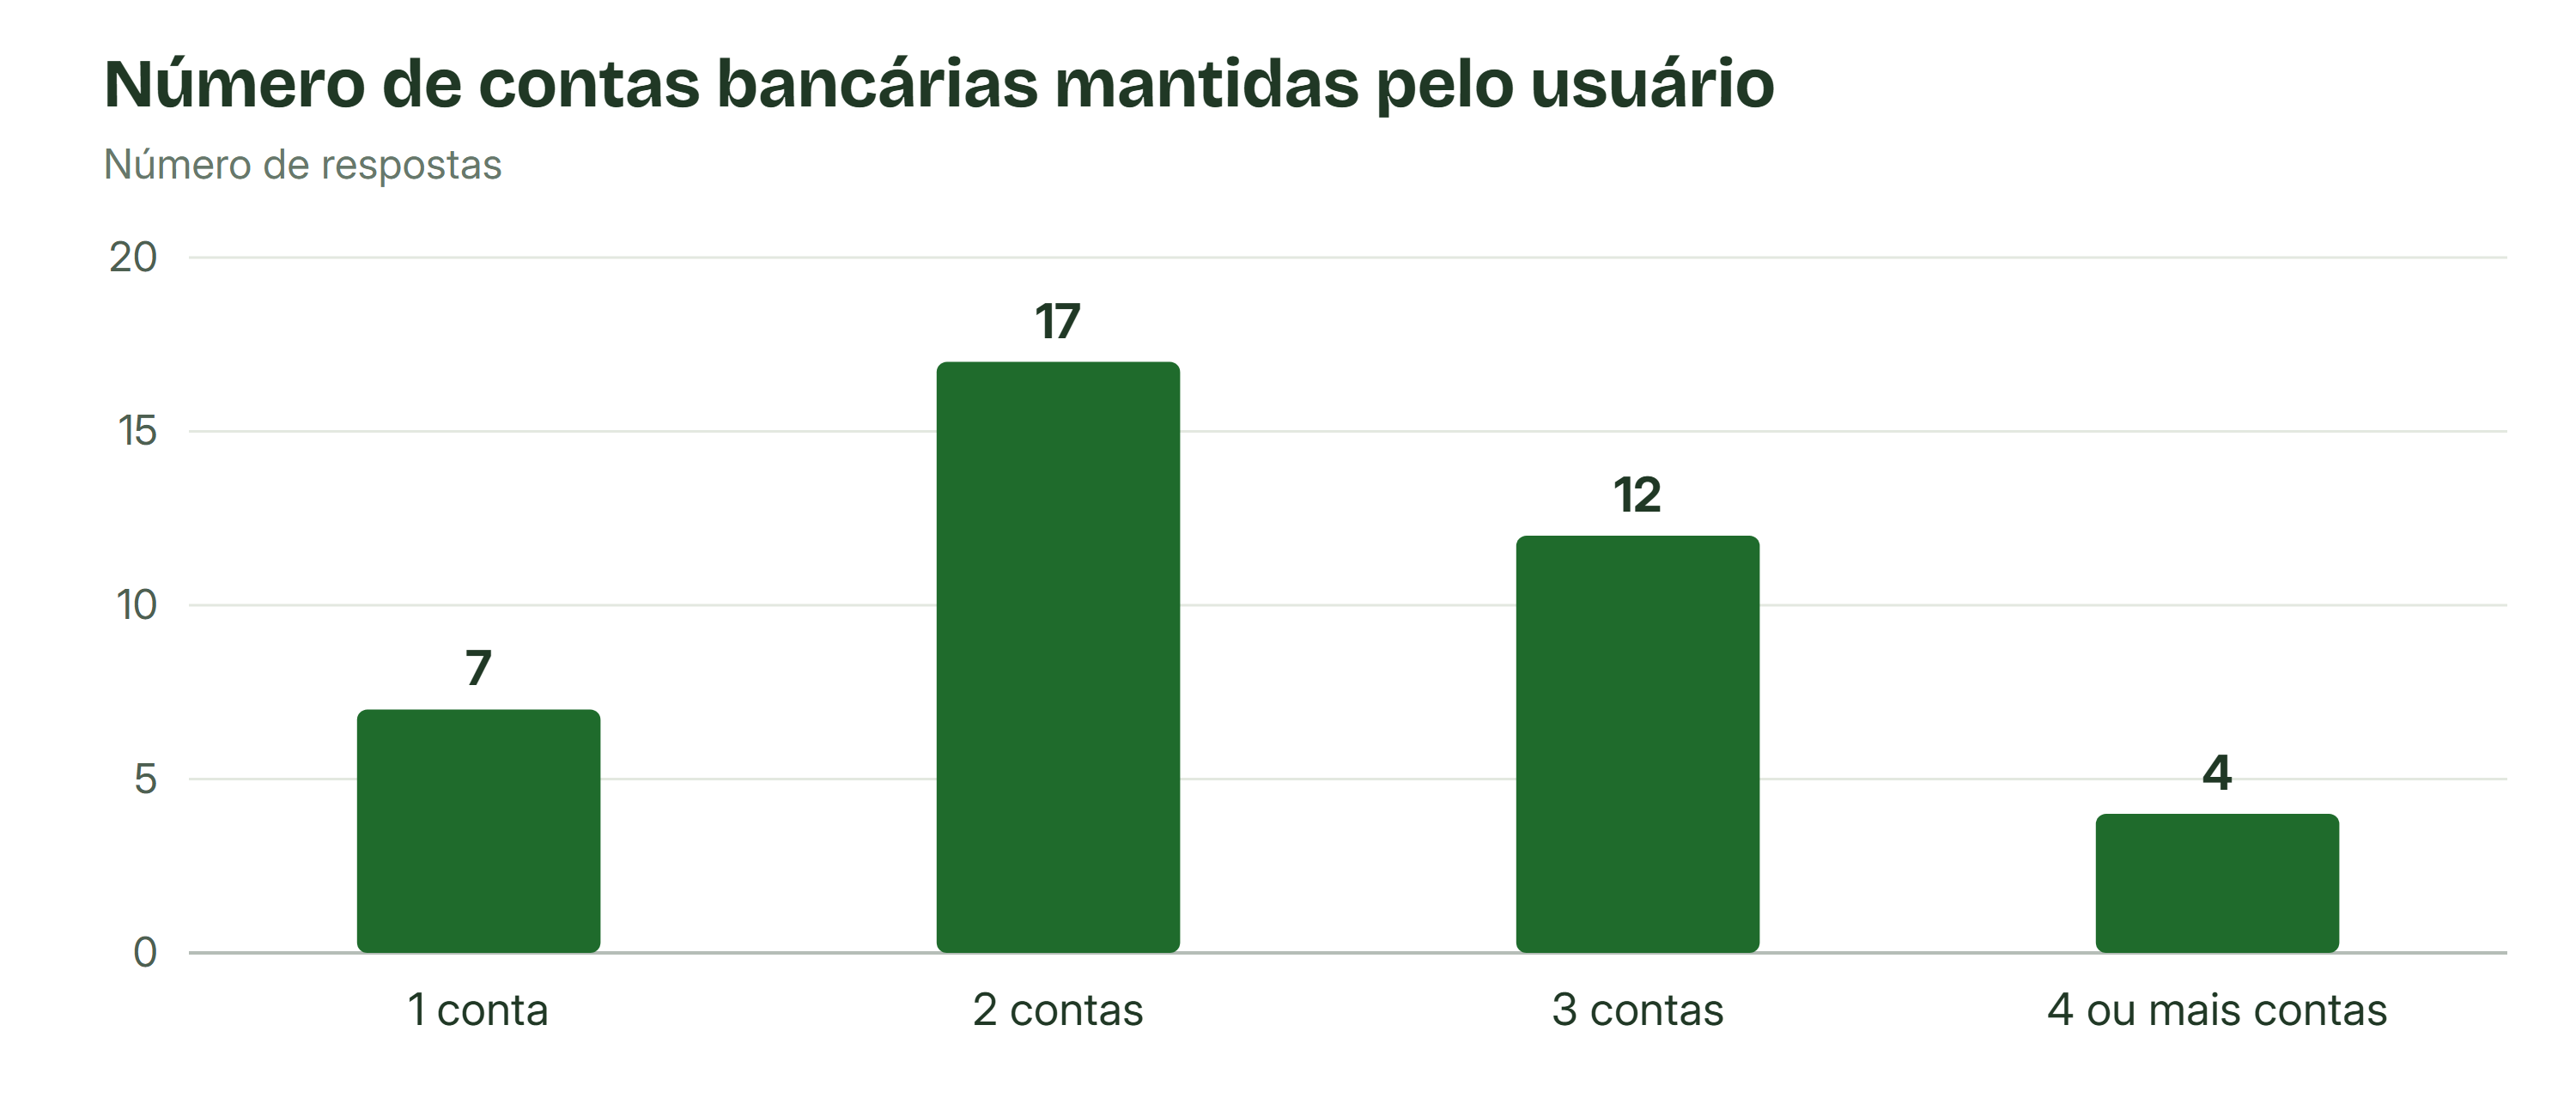 Número de contas bancárias mantidas pelo usuário
Número de respostas
20
15
10
5
0
7
17
12
4
1 conta
2 contas
3 contas
4 ou mais contas